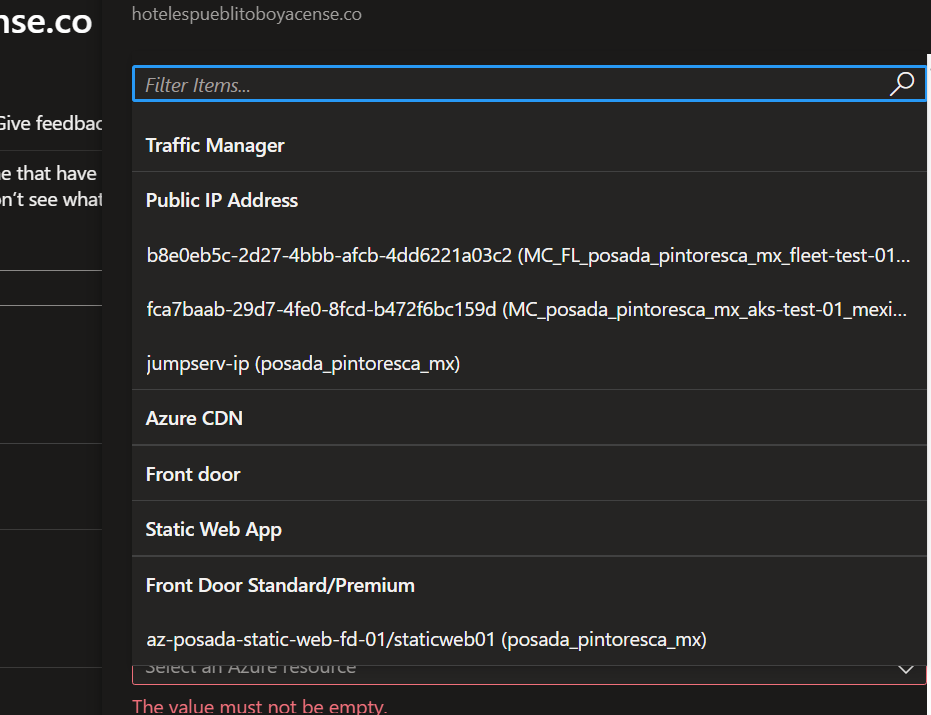 nse.co
hotelespueblitoboyacense.co
Filter Items...
Give feedbac
Traffic Manager
e that have
n't see what
Public IP Address
b8e0eb5c-2d27-4bbb-afcb-4dd6221a03c2 (MC_FL_posada_pintoresca_mx_fleet-test-01...
fca7baab-29d7-4fe0-8fcd-b472f6bc159d (MC_posada_pintoresca_mx_aks-test-01_mexi...
jumpserv-ip (posada_pintoresca_mx)
Azure CDN
Front door
Static Web App
Front Door Standard/Premium
az-posada-static-web-fd-01/staticweb01 (posada_pintoresca_mx)
Select an Azure resource
The value must not be empty.